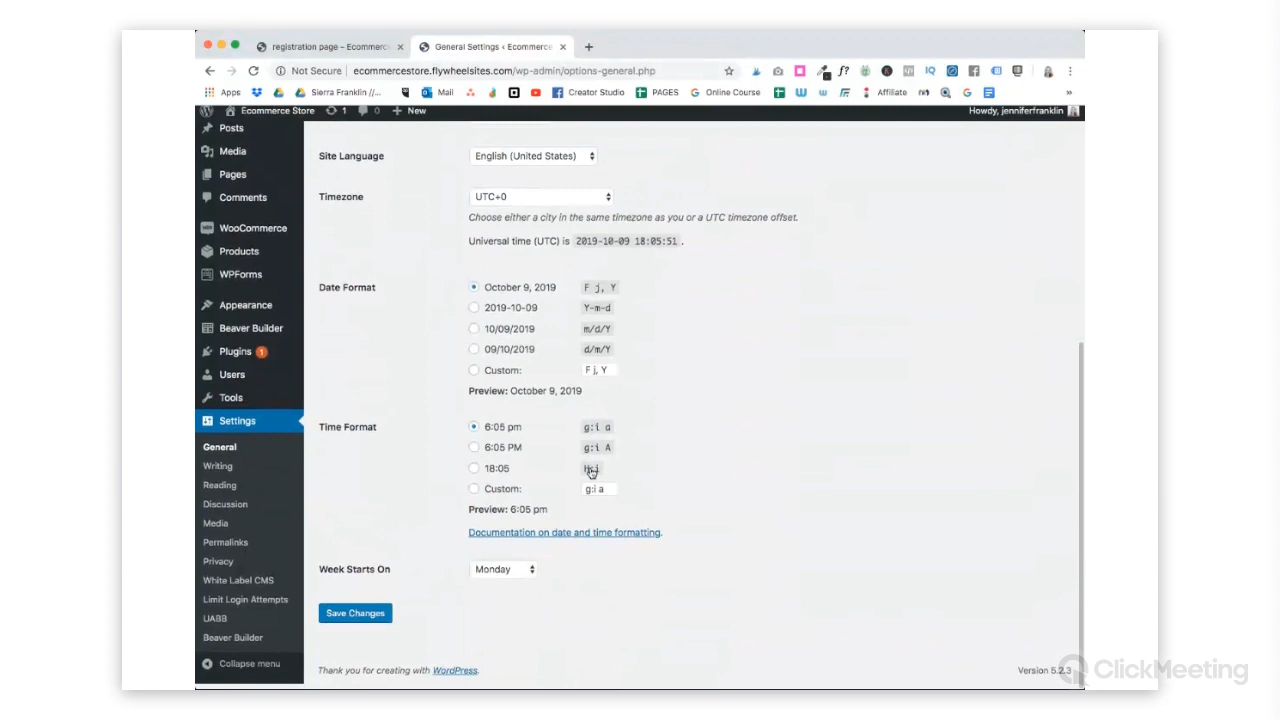 registration page – Ecommerc
General Settings ‹ Ecommerce
Not Secure | ecommercestore.flywheelsites.com/wp-admin/options-general.php
f?
IQ
Apps
Sierra Franklin //...
Mail
Creator Studio
PAGES
Online Course
Affiliate
»
Ecommerce Store
1
0
New
Howdy, jenniferfranklin
Posts
Media
Pages
Comments
WooCommerce
Products
WPForms
Appearance
Beaver Builder
Plugins 1
Users
Tools
Settings
General
Writing
Reading
Discussion
Media
Permalinks
Privacy
White Label CMS
Limit Login Attempts
UABB
Beaver Builder
Collapse menu
Site Language
English (United States)
Timezone
UTC+0
Choose either a city in the same timezone as you or a UTC timezone offset.
Universal time (UTC) is 2019-10-09 18:05:51 .
Date Format
October 9, 2019 F j, Y
2019-10-09 Y-m-d
10/09/2019 m/d/Y
09/10/2019 d/m/Y
Custom: F j, Y
Preview: October 9, 2019
Time Format
6:05 pm g:i a
6:05 PM g:i A
18:05 H:i
Custom: g:i a
Preview: 6:05 pm
Documentation on date and time formatting.
Week Starts On
Monday
Save Changes
Thank you for creating with WordPress.
Version 5.2.3
ClickMeeting